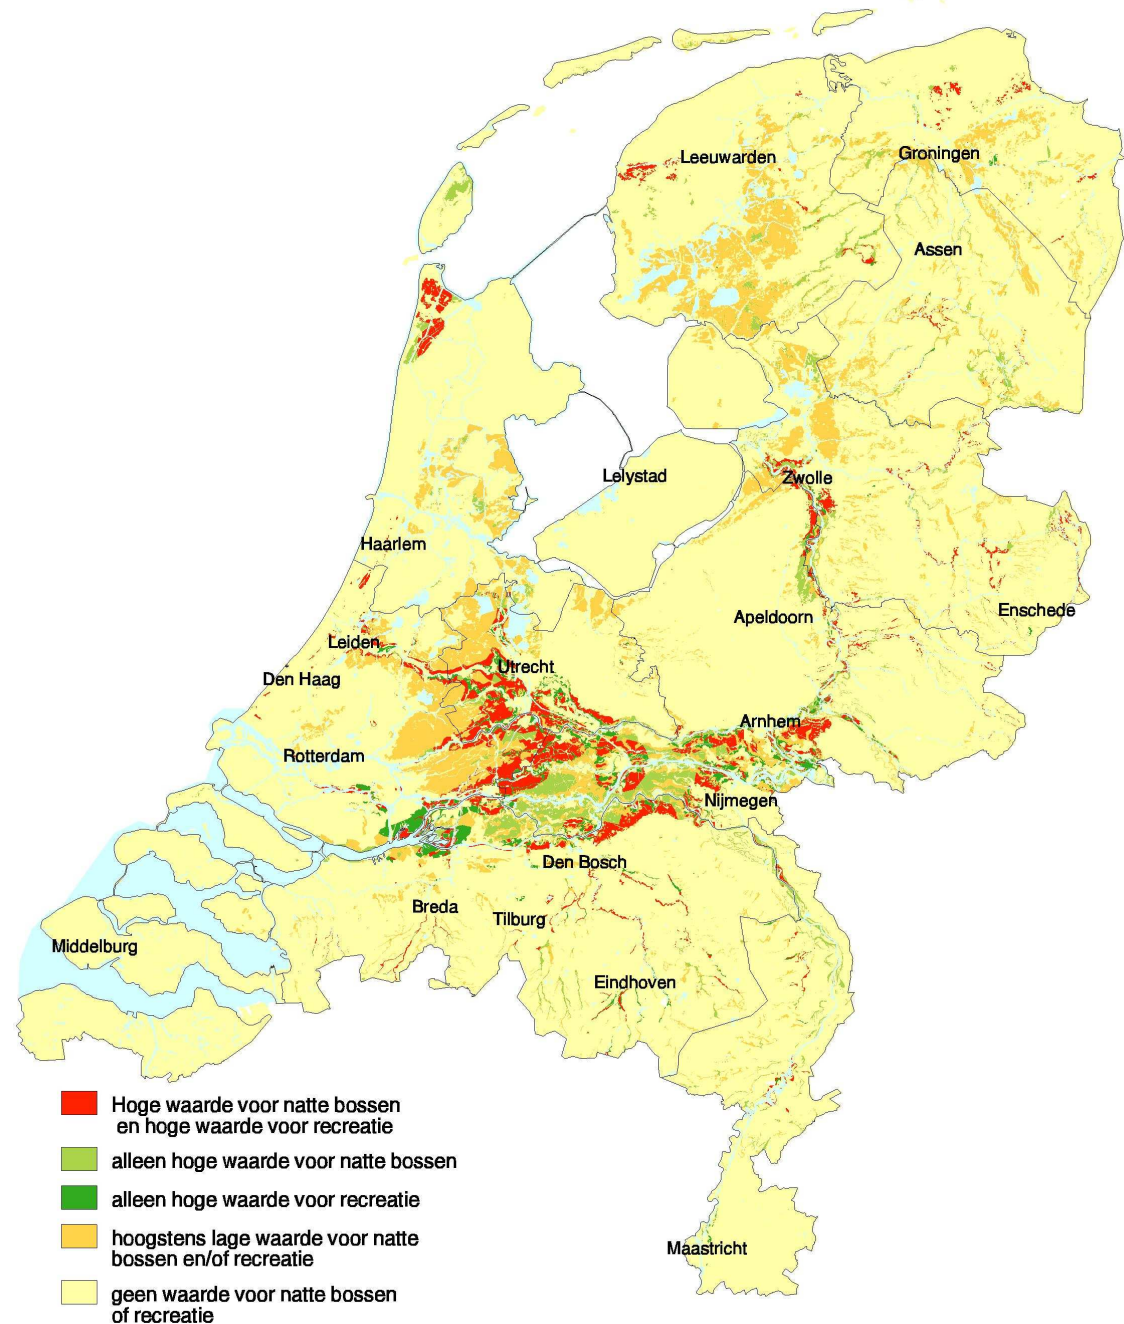 Leeuwarden
Groningen
Assen
Lelystad
Zwolle
Haarlem
Enschede
Apeldoorn
Leiden
Utrecht
Den Haag
Arnhem
Rotterdam
Nijmegen
Den Bosch
Breda
Tilburg
Middelburg
Eindhoven
Maastricht
Hoge waarde voor natte bossen
en hoge waarde voor recreatie
alleen hoge waarde voor natte bossen
alleen hoge waarde voor recreatie
hoogstens lage waarde voor natte
bossen en/of recreatie
geen waarde voor natte bossen
of recreatie